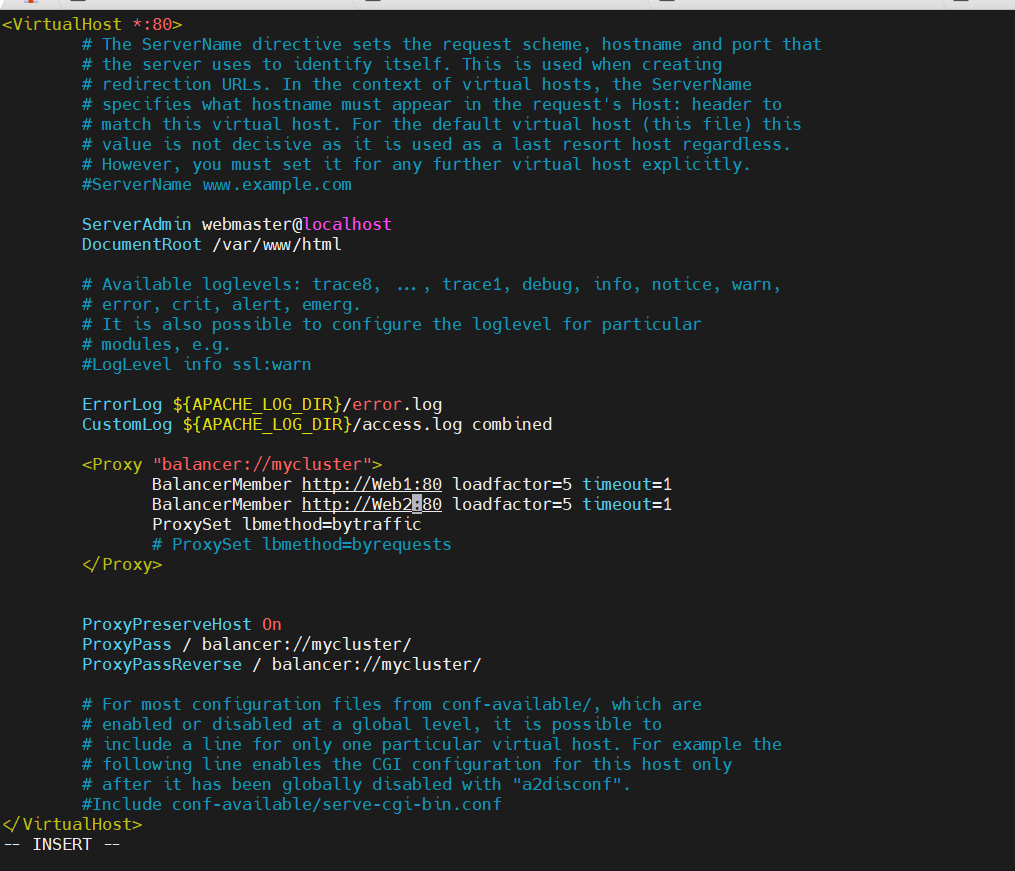 <VirtualHost *:80>
# The ServerName directive sets the request scheme, hostname and port that
# the server uses to identify itself. This is used when creating
# redirection URLs. In the context of virtual hosts, the ServerName
# specifies what hostname must appear in the request's Host: header to
# match this virtual host. For the default virtual host (this file) this
# value is not decisive as it is used as a last resort host regardless.
# However, you must set it for any further virtual host explicitly.
#ServerName www.example.com
ServerAdmin webmaster@localhost
DocumentRoot /var/www/html
# Available loglevels: trace8, ..., trace1, debug, info, notice, warn,
# error, crit, alert, emerg.
# It is also possible to configure the loglevel for particular
# modules, e.g.
#LogLevel info ssl:warn
ErrorLog ${APACHE_LOG_DIR}/error.log
CustomLog ${APACHE_LOG_DIR}/access.log combined
<Proxy "balancer://mycluster">
BalancerMember http://Web1:80 loadfactor=5 timeout=1
BalancerMember http://Web2:80 loadfactor=5 timeout=1
ProxySet lbmethod=bytraffic
# ProxySet lbmethod=byrequests
</Proxy>
ProxyPreserveHost On
ProxyPass / balancer://mycluster/
ProxyPassReverse / balancer://mycluster/
# For most configuration files from conf-available/, which are
# enabled or disabled at a global level, it is possible to
# include a line for only one particular virtual host. For example the
# following line enables the CGI configuration for this host only
# after it has been globally disabled with "a2disconf".
#Include conf-available/serve-cgi-bin.conf
</VirtualHost>
-- INSERT --